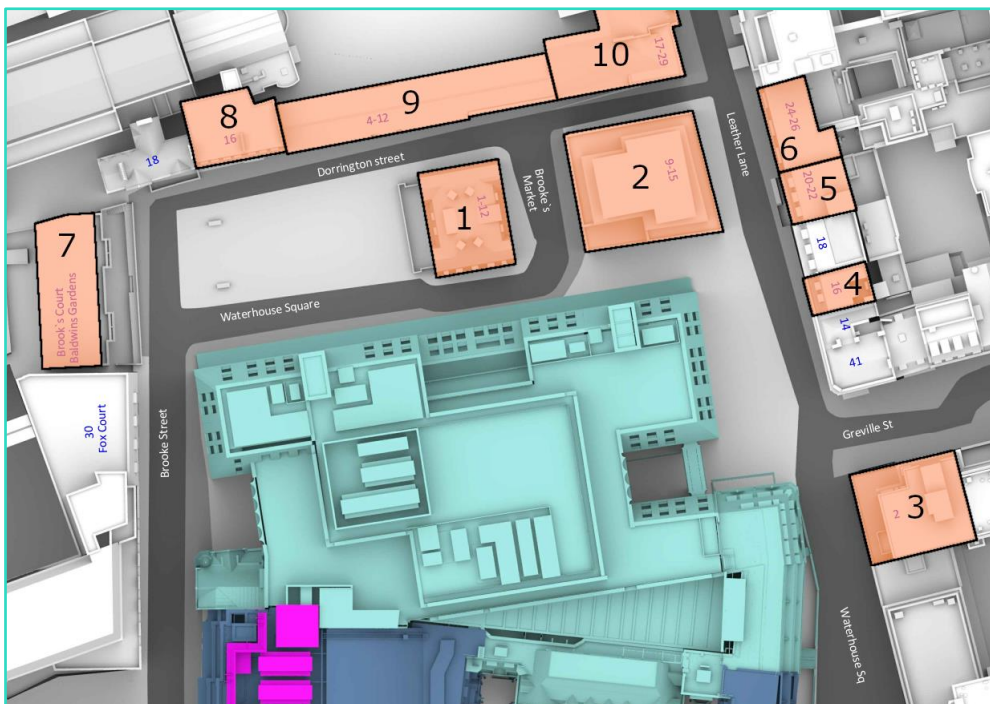 10
17-29
9
4-12
8
16
18
Dorrington street
Leather Lane
24-26
6
20-22
5
Brooke's
Market
2
9-15
1
1-12
18
16
4
14
41
7
Brook`s Court
Baldwins Gardens
Waterhouse Square
30
Fox Court
Brooke Street
Greville St
3
2
Waterhouse Sq